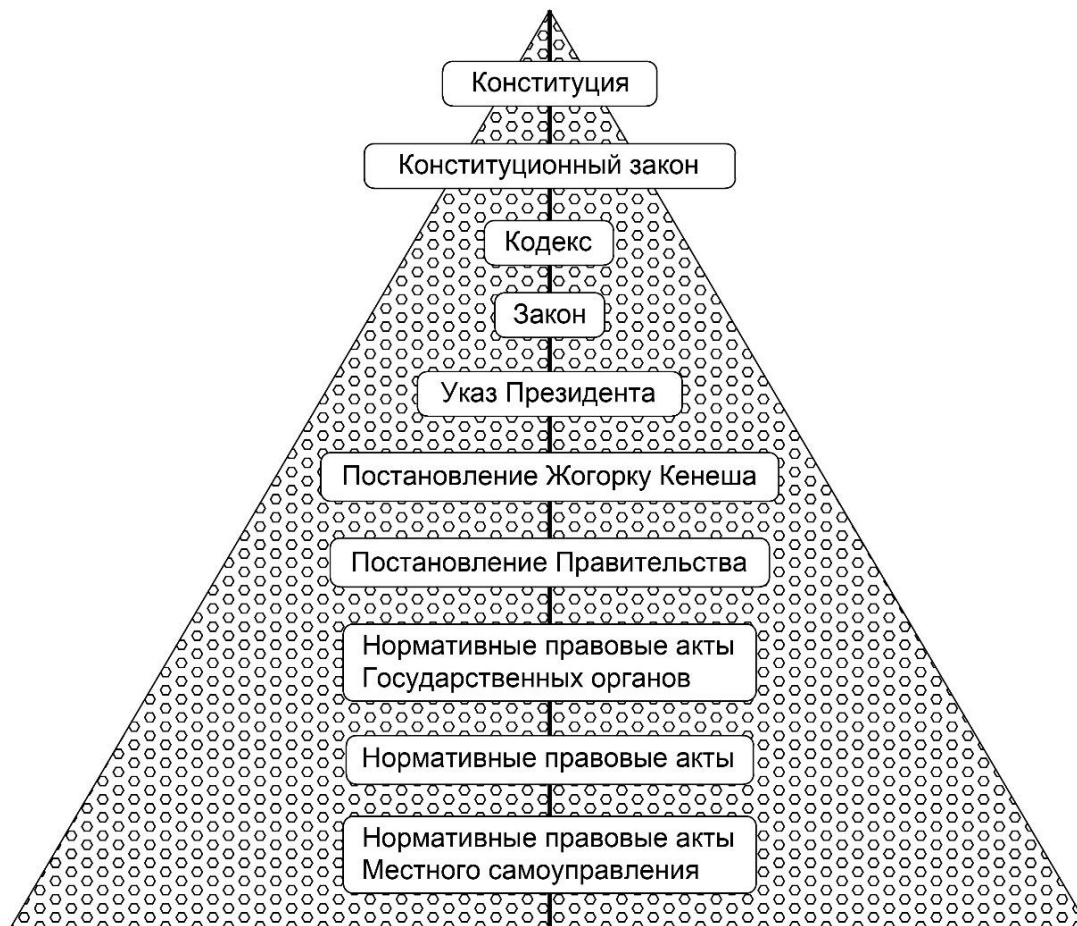 Конституция
Конституционный закон
Кодекс
Закон
Указ Президента
Постановление Жогорку Кенеша
Постановление Правительства
Нормативные правовые акты
Государственных органов
Нормативные правовые акты
Нормативные правовые акты
Местного самоуправления